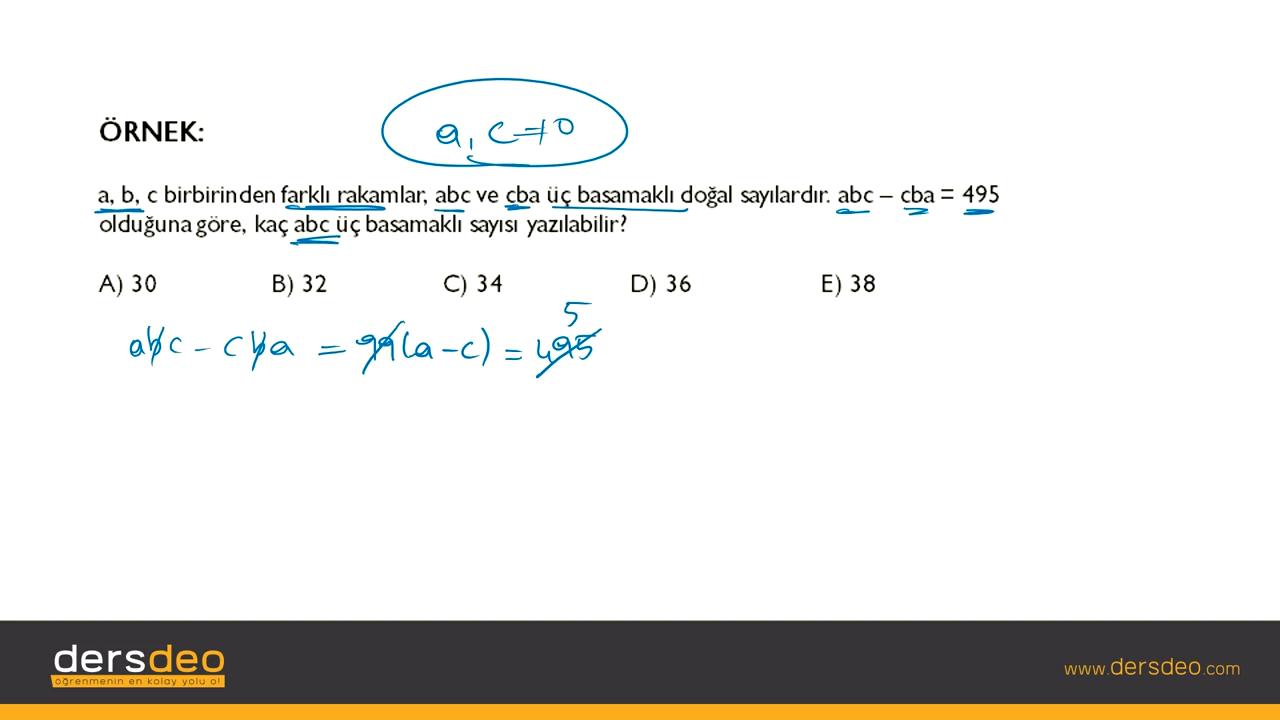 a, c ≠ 0
ÖRNEK:
a, b, c birbirinden farklı rakamlar, abc ve cba üç basamaklı doğal sayılardır. abc – cba = 495
olduğuna göre, kaç abc üç basamaklı sayısı yazılabilir?
A) 30 B) 32 C) 34 D) 36 E) 38
5
abc - cba = 99(a-c) = 495
dersdeo
öğrenmenin en kolay yolu o!
www.dersdeo.com